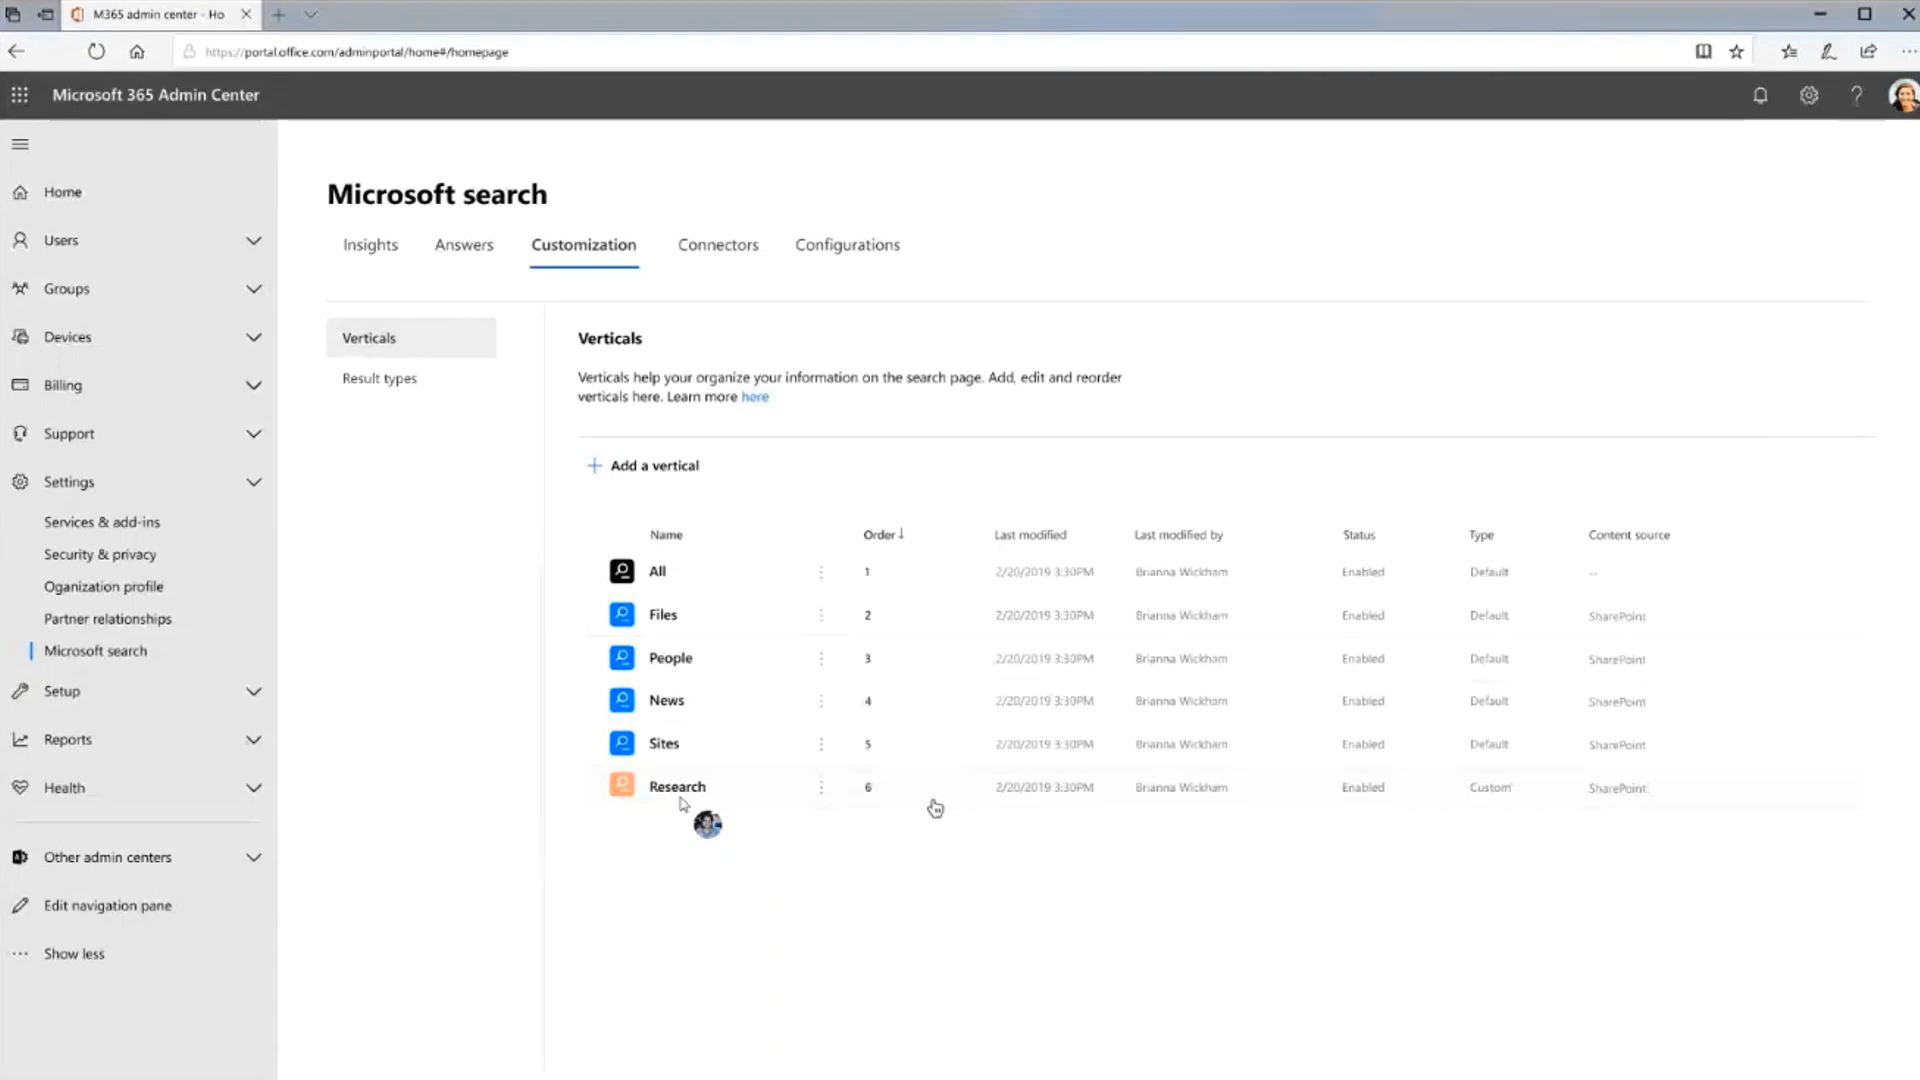 M365 admin center - Ho
https://portal.office.com/adminportal/home#/homepage
Microsoft 365 Admin Center
Home
Users
Groups
Devices
Billing
Support
Settings
Services & add-ins
Security & privacy
Oganization profile
Partner relationships
Microsoft search
Setup
Reports
Health
Other admin centers
Edit navigation pane
Show less
Microsoft search
Insights Answers Customization Connectors Configurations
Verticals
Result types
Verticals
Verticals help your organize your information on the search page. Add, edit and reorder
verticals here. Learn more here
+ Add a vertical
Name Order↓ Last modified Last modified by Status Type Content source
All 1 2/20/2019 3:30PM Brianna Wickham Enabled Default --
Files 2 2/20/2019 3:30PM Brianna Wickham Enabled Default SharePoint
People 3 2/20/2019 3:30PM Brianna Wickham Enabled Default SharePoint
News 4 2/20/2019 3:30PM Brianna Wickham Enabled Default SharePoint
Sites 5 2/20/2019 3:30PM Brianna Wickham Enabled Default SharePoint
Research 6 2/20/2019 3:30PM Brianna Wickham Enabled Custom SharePoint